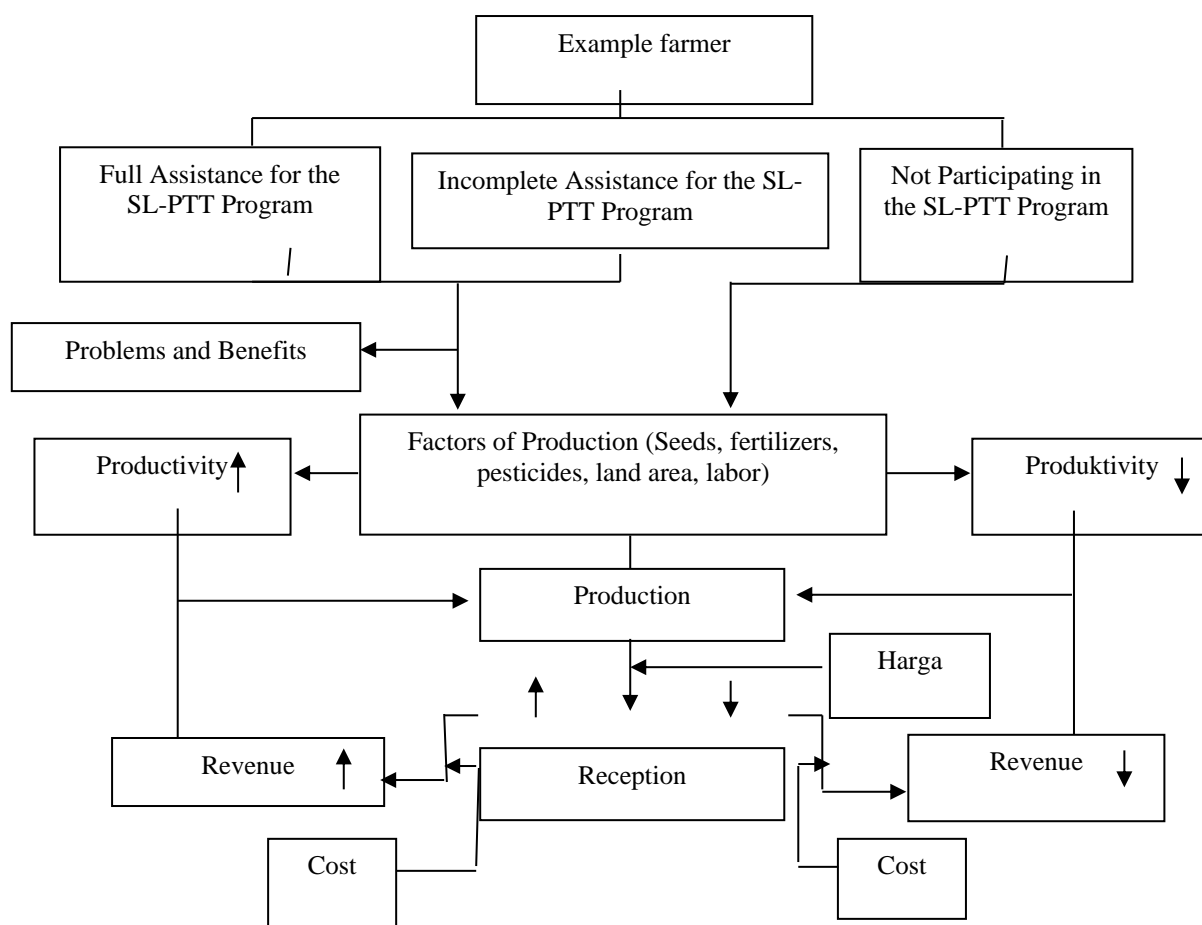 Example farmer
Full Assistance for the
SL-PTT Program
Incomplete Assistance for the SL-
PTT Program
Not Participating in
the SL-PTT Program
Problems and Benefits
Factors of Production (Seeds, fertilizers,
pesticides, land area, labor)
Productivity
Produktivity
Production
Harga
Revenue
Reception
Revenue
Cost
Cost